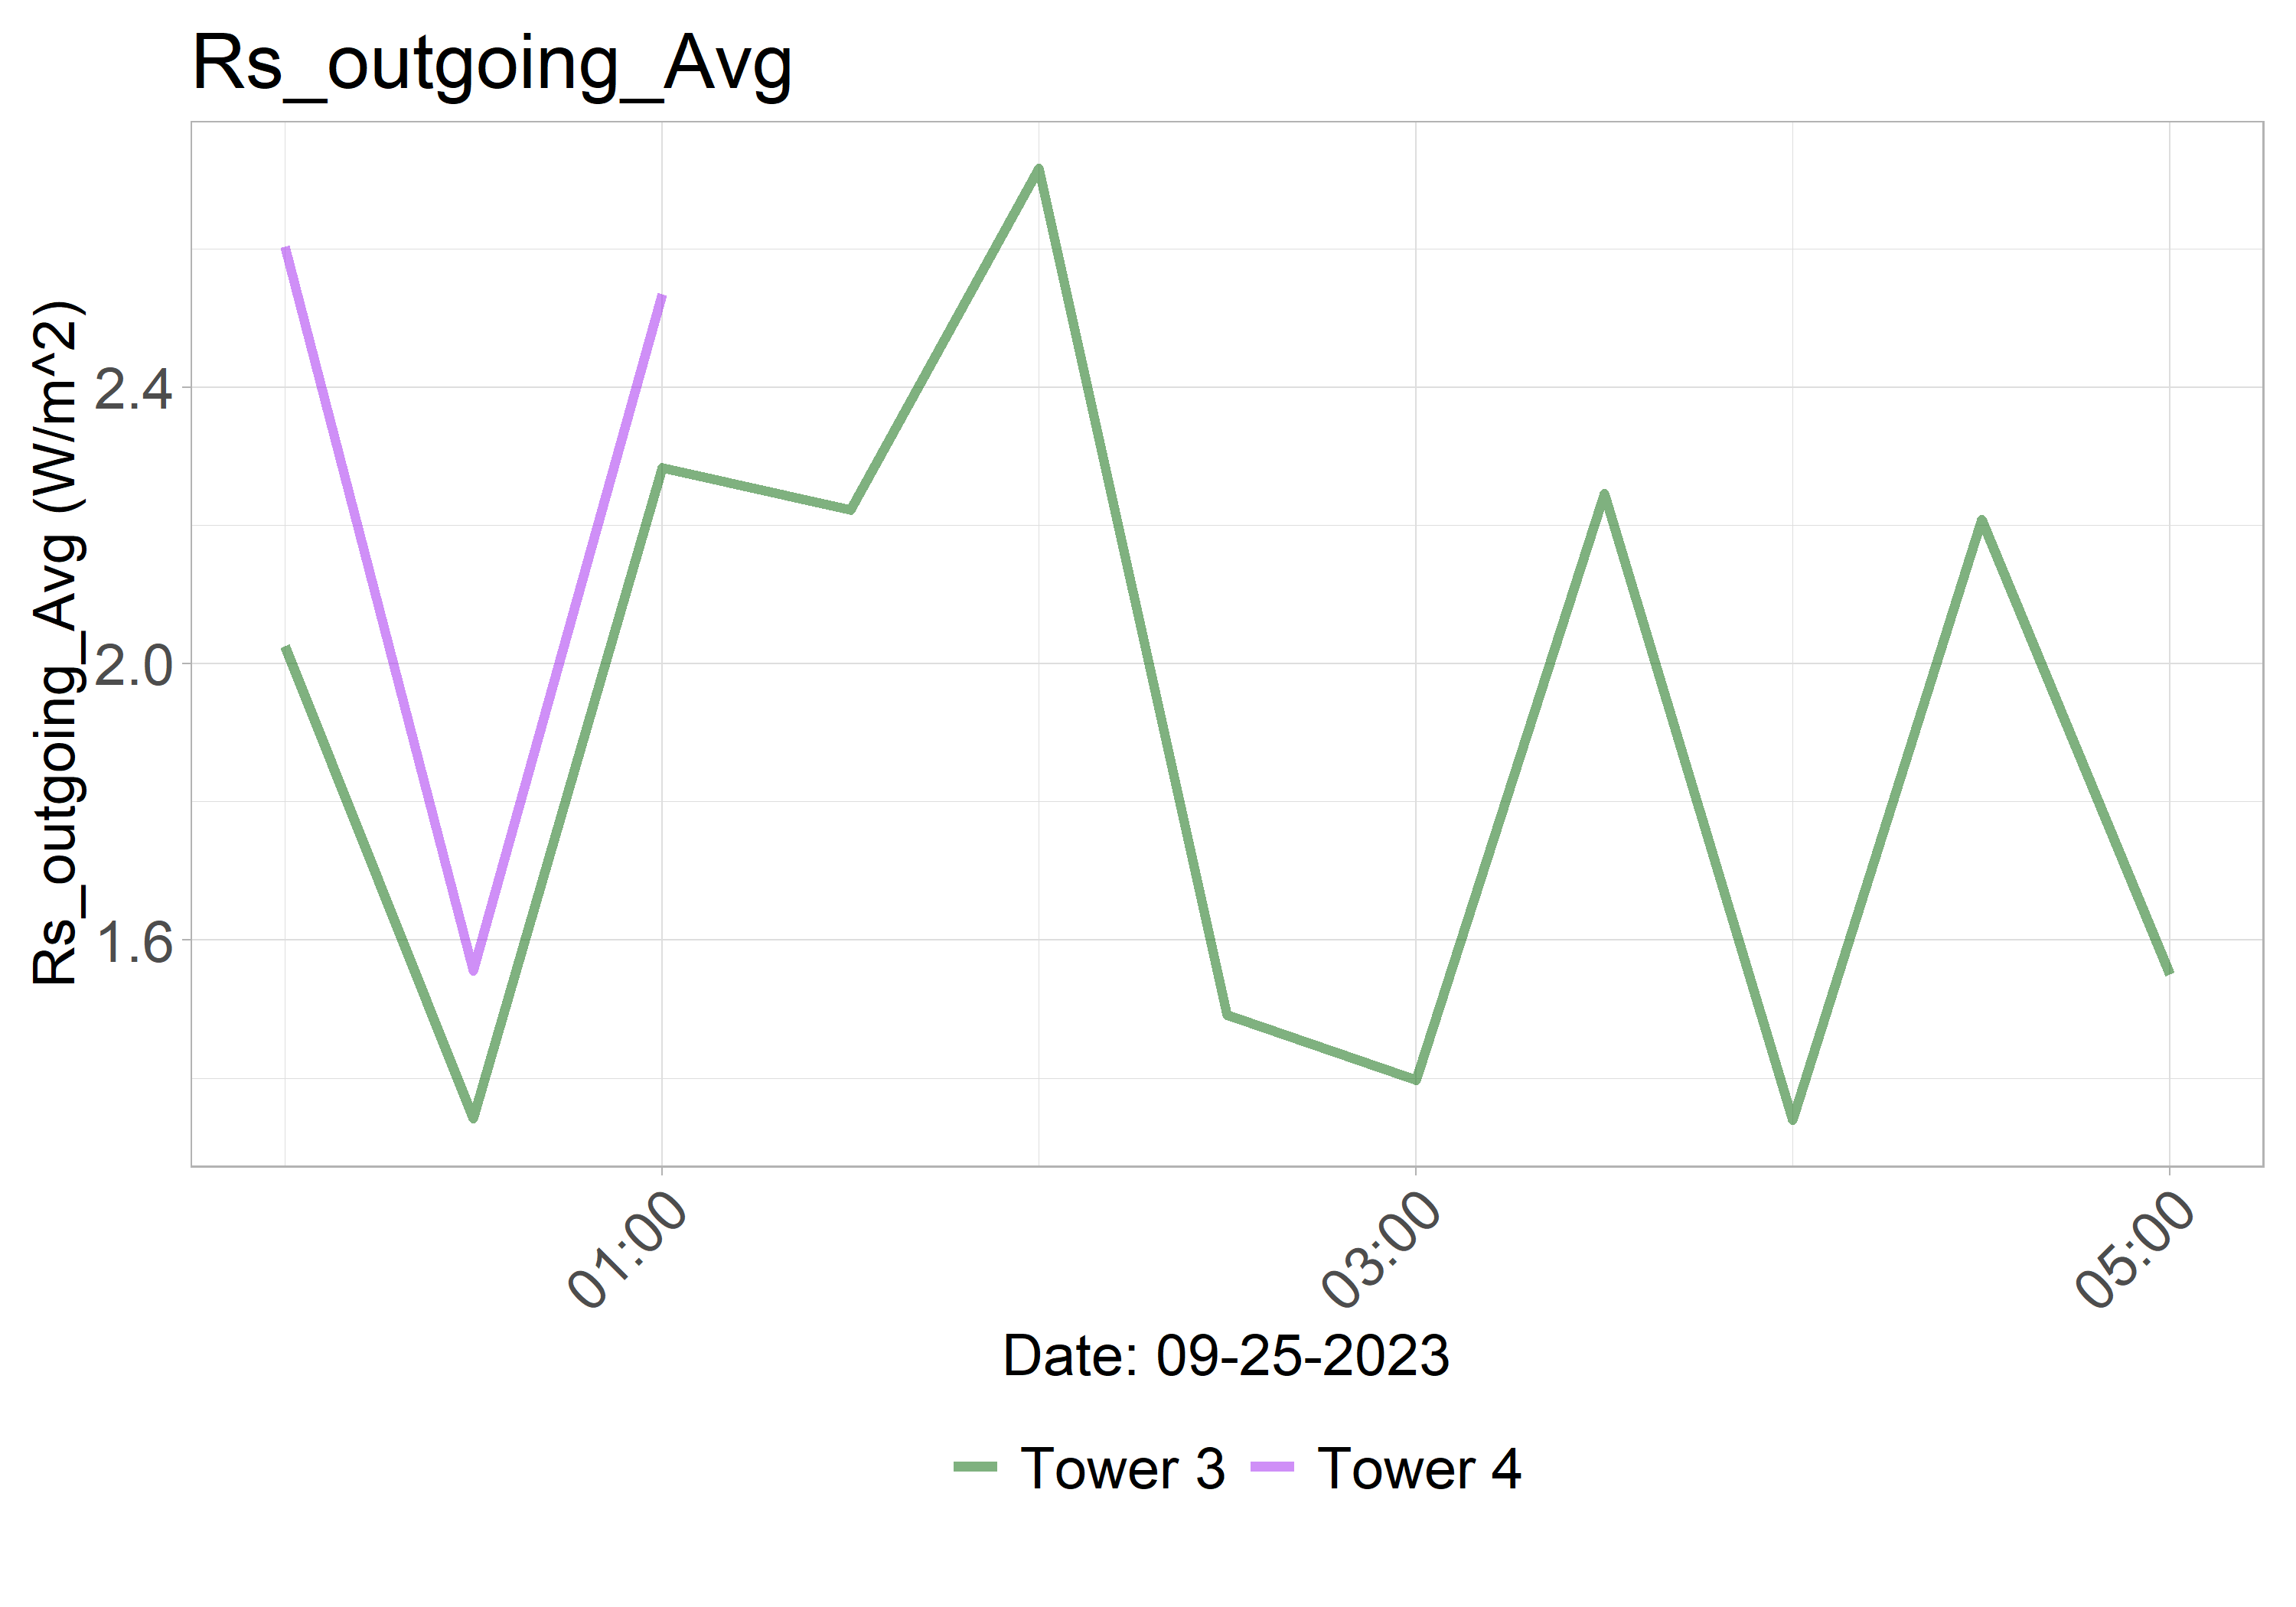 Rs_outgoing_Avg
Rs_outgoing_Avg (W/m^2)
2.4
2.0
1.6
01:00
03:00
05:00
Date: 09-25-2023
Tower 3
Tower 4